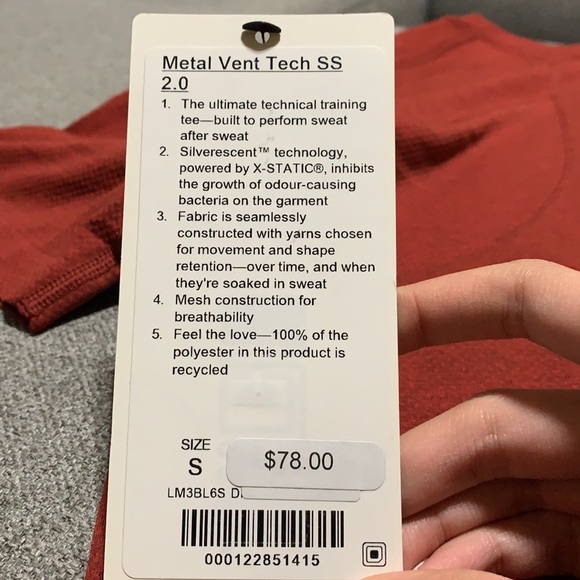 Metal Vent Tech SS
2.0
1. The ultimate technical training
tee—built to perform sweat
after sweat
2. Silverescent™ technology,
powered by X-STATIC®, inhibits
the growth of odour-causing
bacteria on the garment
3. Fabric is seamlessly
constructed with yarns chosen
for movement and shape
retention—over time, and when
they're soaked in sweat
4. Mesh construction for
breathability
5. Feel the love—100% of the
polyester in this product is
recycled
SIZE
S
$78.00
LM3BL6S
000122851415